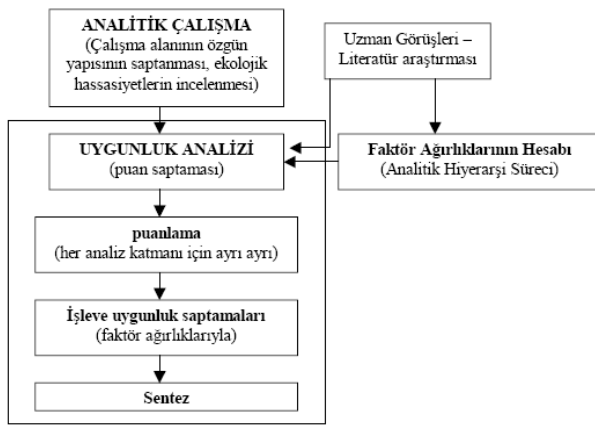 ANALİTİK ÇALIŞMA
(Çalışma alanının özgün
yapısının saptanması, ekolojik
hassasiyetlerin incelenmesi)
Uzman Görüşleri –
Literatür araştırması
UYGUNLUK ANALİZİ
(puan saptaması)
Faktör Ağırlıklarının Hesabı
(Analitik Hiyerarşi Süreci)
puanlama
(her analiz katmanı için ayrı ayrı)
İşleve uygunluk saptamaları
(faktör ağırlıklarıyla)
Sentez